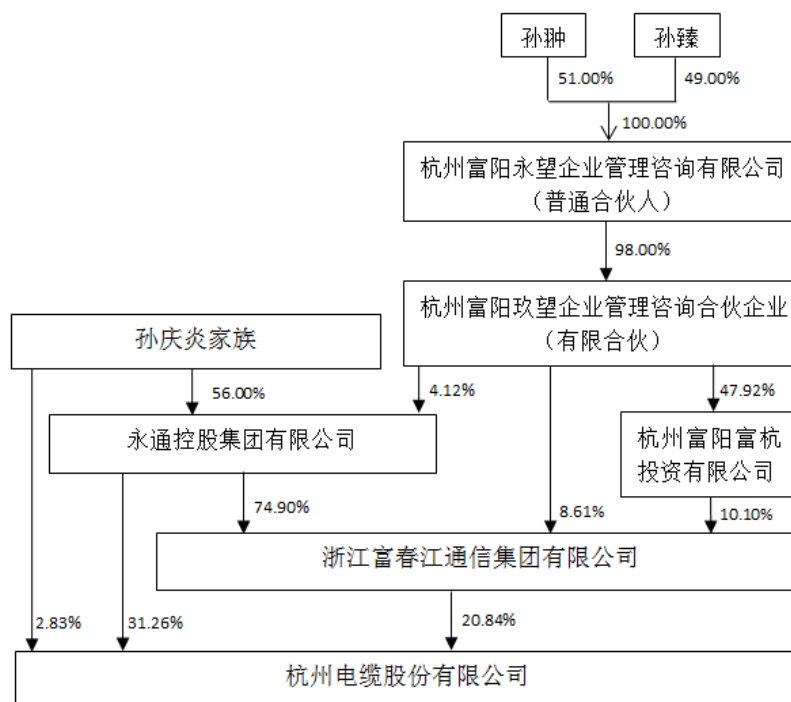 孙翀
孙臻
51.00%
49.00%
100.00%
杭州富阳永望企业管理咨询有限公司
（普通合伙人）
98.00%
杭州富阳玖望企业管理咨询合伙企业
（有限合伙）
孙庆炎家族
56.00%
4.12%
47.92%
永通控股集团有限公司
杭州富阳富杭
投资有限公司
74.90%
8.61%
10.10%
浙江富春江通信集团有限公司
2.83%
31.26%
20.84%
杭州电缆股份有限公司